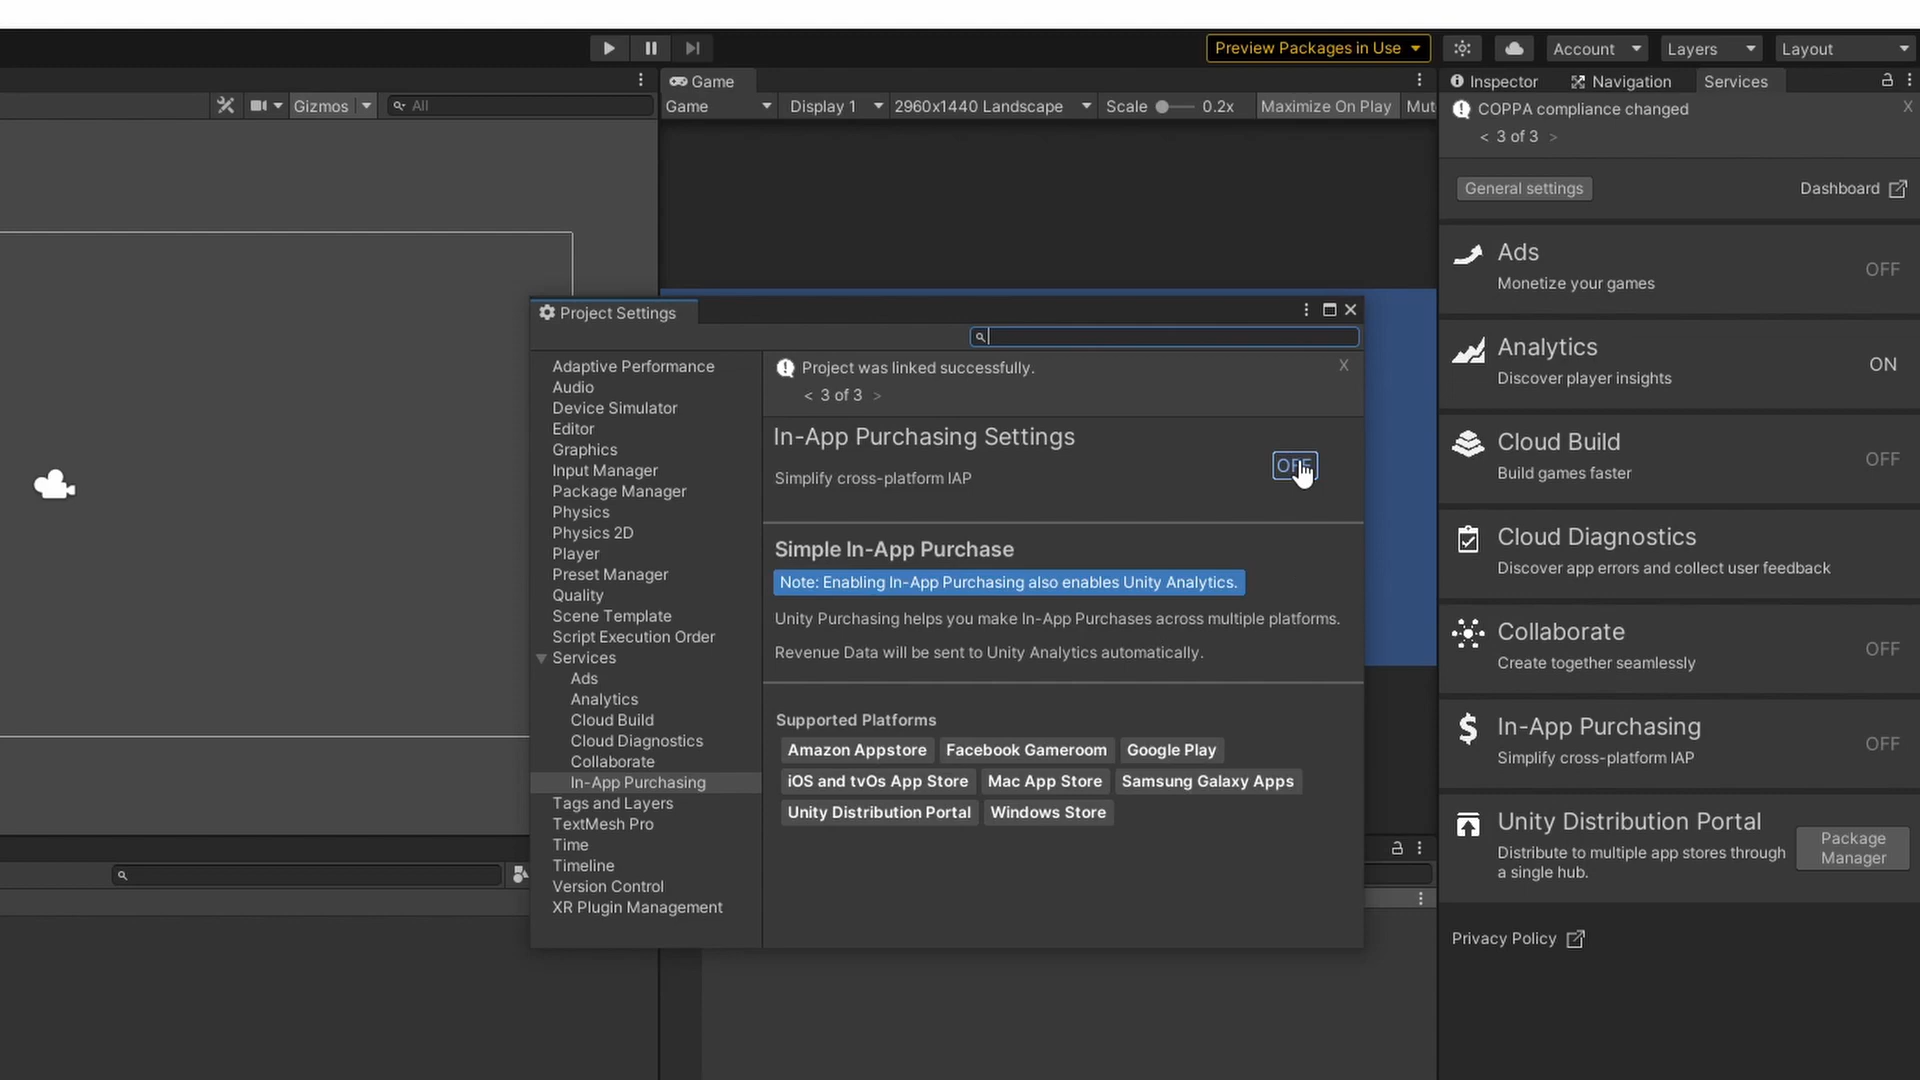 Preview Packages in Use
Account
Layers
Layout
Gizmos
All
Game
Game
Display 1
2960x1440 Landscape
Scale
0.2x
Maximize On Play
Mut
Inspector
Navigation
Services
COPPA compliance changed
< 3 of 3 >
General settings
Dashboard
Ads
Monetize your games
OFF
Analytics
Discover player insights
ON
Cloud Build
Build games faster
OFF
Cloud Diagnostics
Discover app errors and collect user feedback
Collaborate
Create together seamlessly
OFF
In-App Purchasing
Simplify cross-platform IAP
OFF
Unity Distribution Portal
Distribute to multiple app stores through
a single hub.
Package
Manager
Privacy Policy
Project Settings
Adaptive Performance
Audio
Device Simulator
Editor
Graphics
Input Manager
Package Manager
Physics
Physics 2D
Player
Preset Manager
Quality
Scene Template
Script Execution Order
Services
Ads
Analytics
Cloud Build
Cloud Diagnostics
Collaborate
In-App Purchasing
Tags and Layers
TextMesh Pro
Time
Timeline
Version Control
XR Plugin Management
Project was linked successfully.
X
< 3 of 3 >
In-App Purchasing Settings
Simplify cross-platform IAP
OFF
Simple In-App Purchase
Note: Enabling In-App Purchasing also enables Unity Analytics.
Unity Purchasing helps you make In-App Purchases across multiple platforms.
Revenue Data will be sent to Unity Analytics automatically.
Supported Platforms
Amazon Appstore
Facebook Gameroom
Google Play
iOS and tvOs App Store
Mac App Store
Samsung Galaxy Apps
Unity Distribution Portal
Windows Store